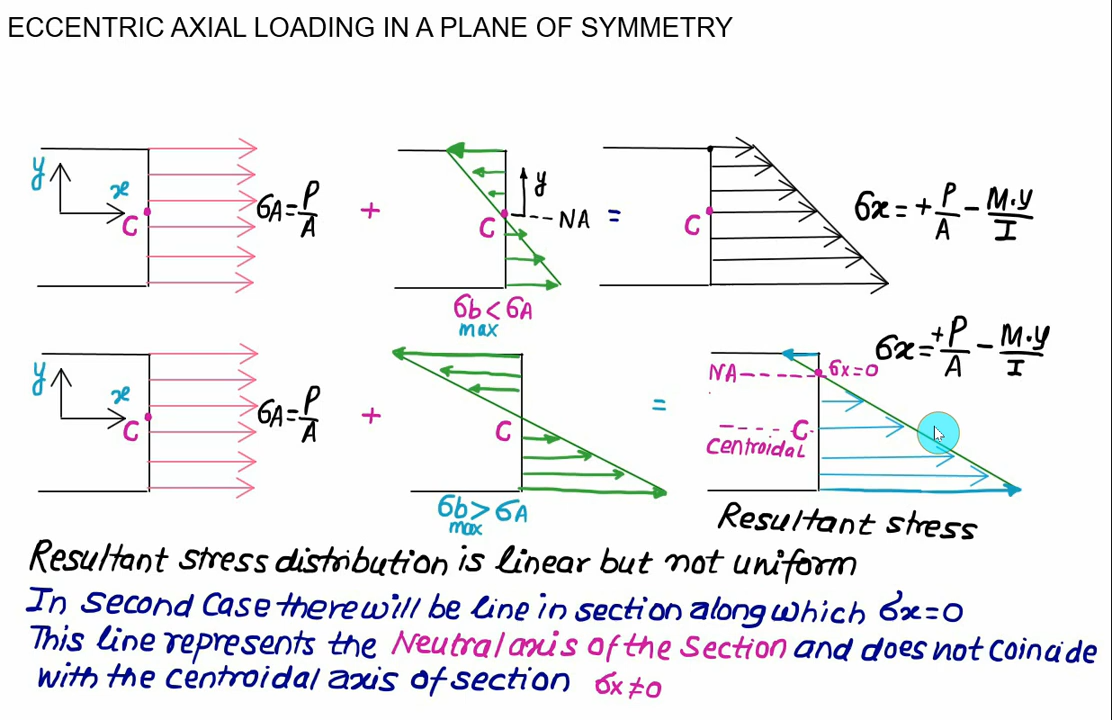 ECCENTRIC AXIAL LOADING IN A PLANE OF SYMMETRY
y x C 6A = P/A + y C NA = C 6x = + P/A - M.y/I
6b < 6A
max
y x C 6A = P/A + C = NA 6x=0 6x = +P/A - M.y/I
C
Centroidal
6b > 6A
max
Resultant stress
Resultant stress distribution is linear but not uniform
In second Case there will be line in section along which 6x=0
This line represents the Neutral axis of the Section and does not Coincide
with the centroidal axis of section 6x≠0